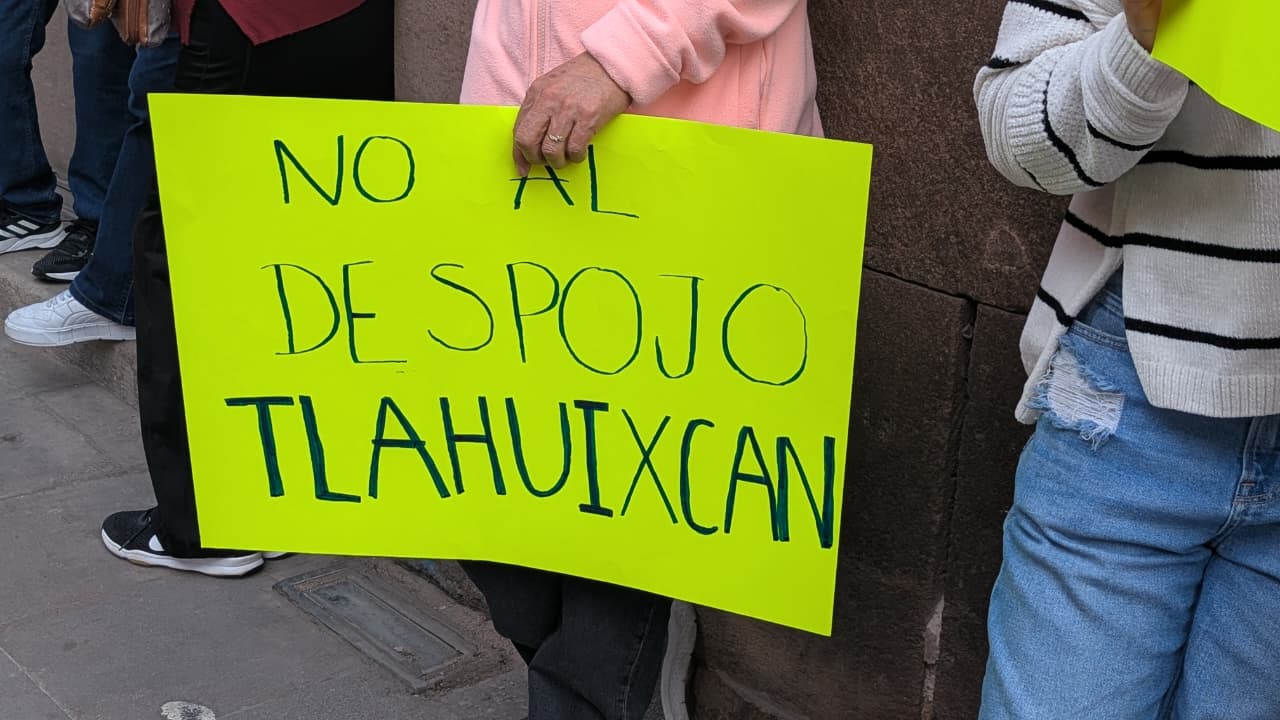 NO AL
DESPOJO
TLAHUIXCAN